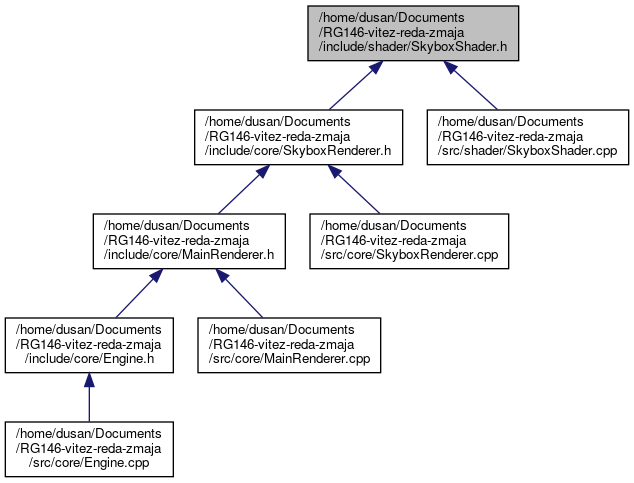 /home/dusan/Documents
/RG146-vitez-reda-zmaja
/include/shader/SkyboxShader.h
/home/dusan/Documents
/RG146-vitez-reda-zmaja
/include/core/SkyboxRenderer.h
/home/dusan/Documents
/RG146-vitez-reda-zmaja
/src/shader/SkyboxShader.cpp
/home/dusan/Documents
/RG146-vitez-reda-zmaja
/include/core/MainRenderer.h
/home/dusan/Documents
/RG146-vitez-reda-zmaja
/src/core/SkyboxRenderer.cpp
/home/dusan/Documents
/RG146-vitez-reda-zmaja
/include/core/Engine.h
/home/dusan/Documents
/RG146-vitez-reda-zmaja
/src/core/MainRenderer.cpp
/home/dusan/Documents
/RG146-vitez-reda-zmaja
/src/core/Engine.cpp